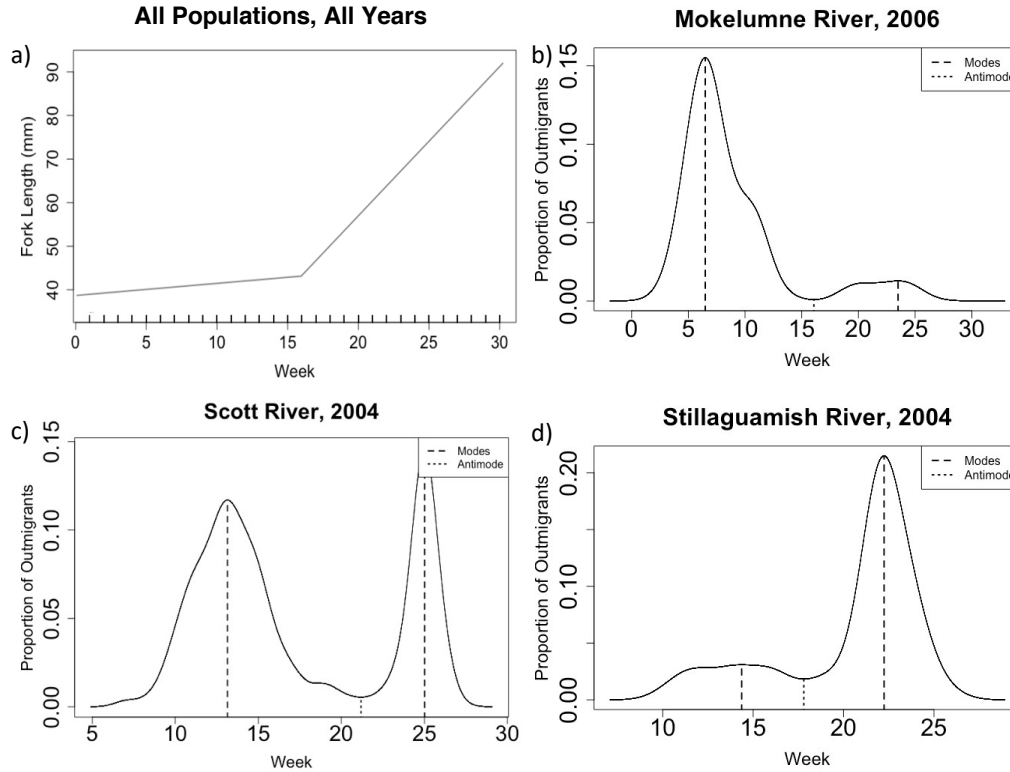 All Populations, All Years
a)
Fork Length (mm)
90
80
70
60
50
40
0 5 10 15 20 25 30
Week
Mokelumne River, 2006
b)
Proportion of Outmigrants
0.15
0.10
0.05
0.00
Modes
Antimode
0 5 10 15 20 25 30
Week
Scott River, 2004
c)
Proportion of Outmigrants
0.15
0.10
0.05
0.00
Modes
Antimode
5 10 15 20 25 30
Week
Stillaguamish River, 2004
d)
Proportion of Outmigrants
0.20
0.10
0.00
Modes
Antimode
10 15 20 25
Week